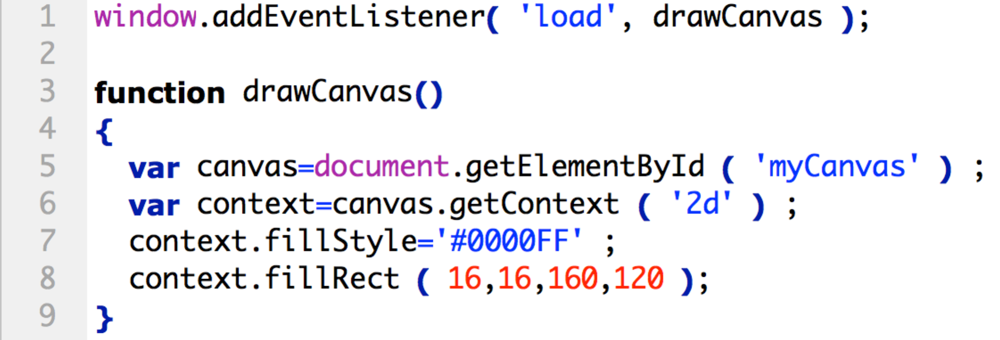 1 window.addEventListener( 'load', drawCanvas );
2
3 function drawCanvas()
4 {
5   var canvas=document.getElementById ( 'myCanvas' ) ;
6   var context=canvas.getContext ( '2d' ) ;
7   context.fillStyle='#0000FF' ;
8   context.fillRect ( 16,16,160,120 );
9 }